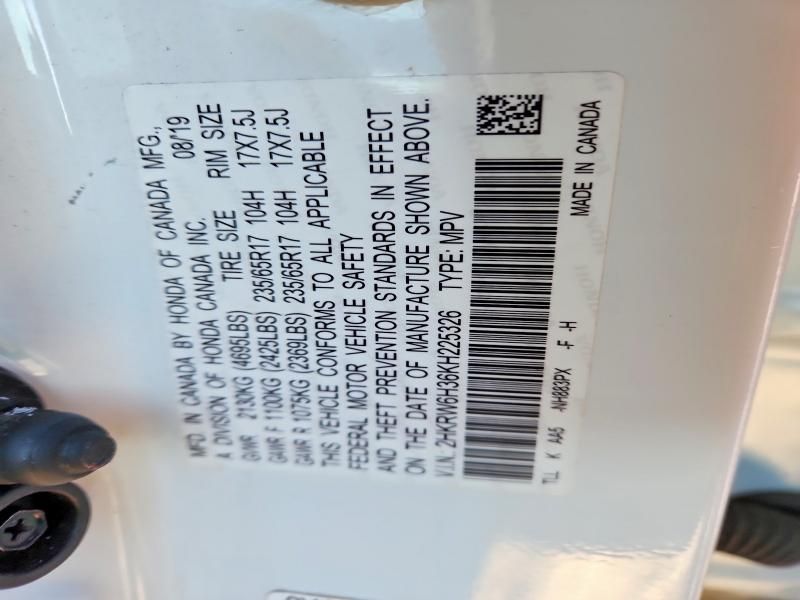 MFD. IN CANADA BY HONDA OF CANADA MFG.,
A DIVISION OF HONDA CANADA INC. 08/19
GVWR 2130KG (4695LBS) TIRE SIZE RIM SIZE
GAWR F 1100KG (2425LBS) 235/65R17 104H 17X7.5J
GAWR R 1075KG (2369LBS) 235/65R17 104H 17X7.5J
THIS VEHICLE CONFORMS TO ALL APPLICABLE
FEDERAL MOTOR VEHICLE SAFETY
AND THEFT PREVENTION STANDARDS IN EFFECT
ON THE DATE OF MANUFACTURE SHOWN ABOVE.
V.I.N.: 2HKRW6H36KH225326 TYPE: MPV
TLL K AA5 -NH883PX -F -H MADE IN CANADA